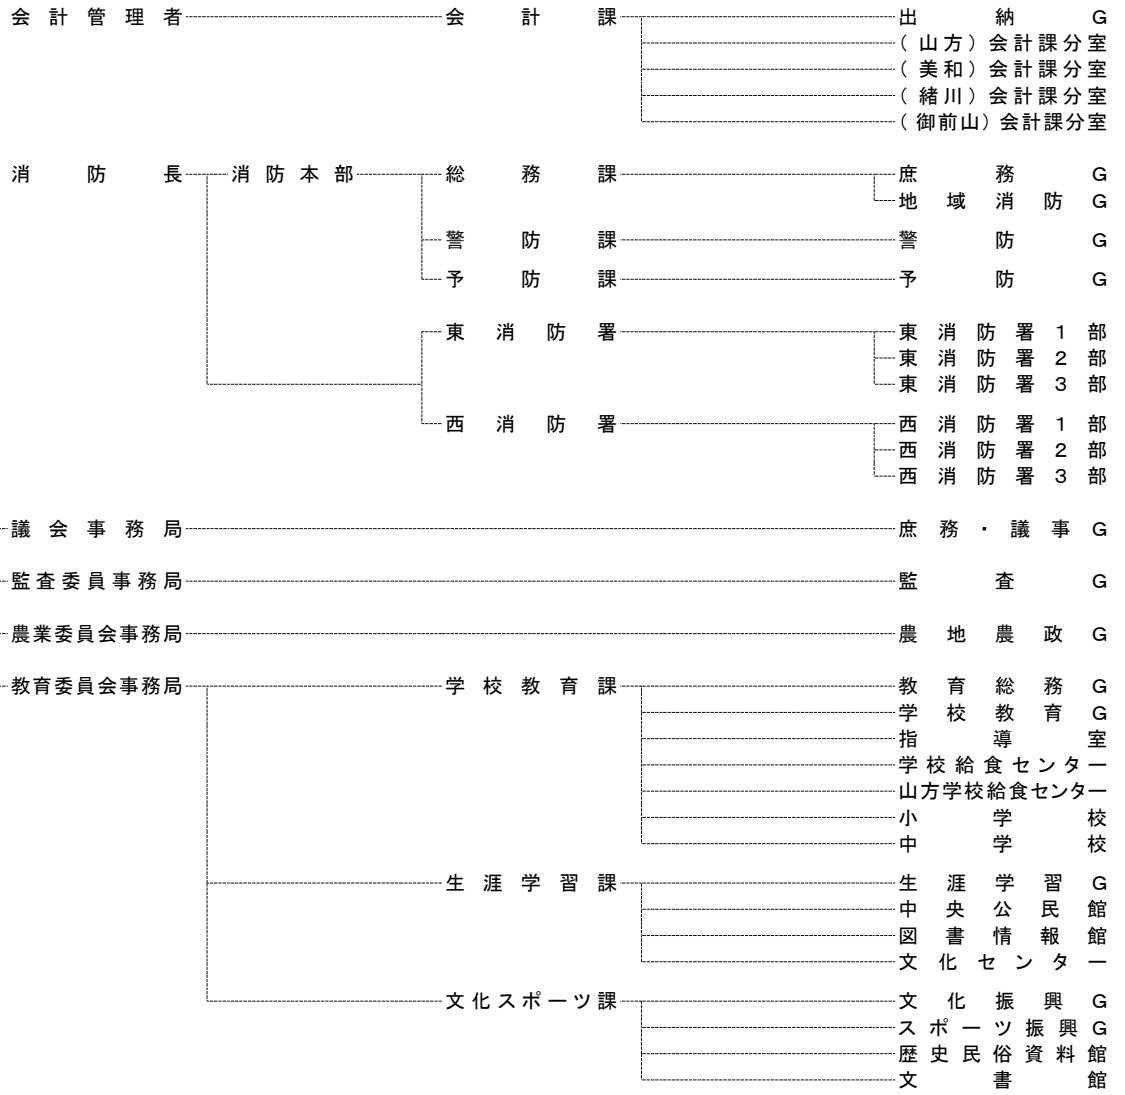 会計管理者 会計課 出納G
(山方)会計課分室
(美和)会計課分室
(緒川)会計課分室
(御前山)会計課分室
消防長 消防本部 総務課 庶務G
地域消防G
警防課 警防G
予防課 予防G
東消防署 東消防署1部
東消防署2部
東消防署3部
西消防署 西消防署1部
西消防署2部
西消防署3部
議会事務局 庶務・議事G
監査委員事務局 監査G
農業委員会事務局 農地農政G
教育委員会事務局 学校教育課 教育総務G
学校教育G
指導室
学校給食センター
山方学校給食センター
小学校
中学校
生涯学習課 生涯学習G
中央公民館
図書情報館
文化センター
文化スポーツ課 文化振興G
スポーツ振興G
歴史民俗資料館
文書館